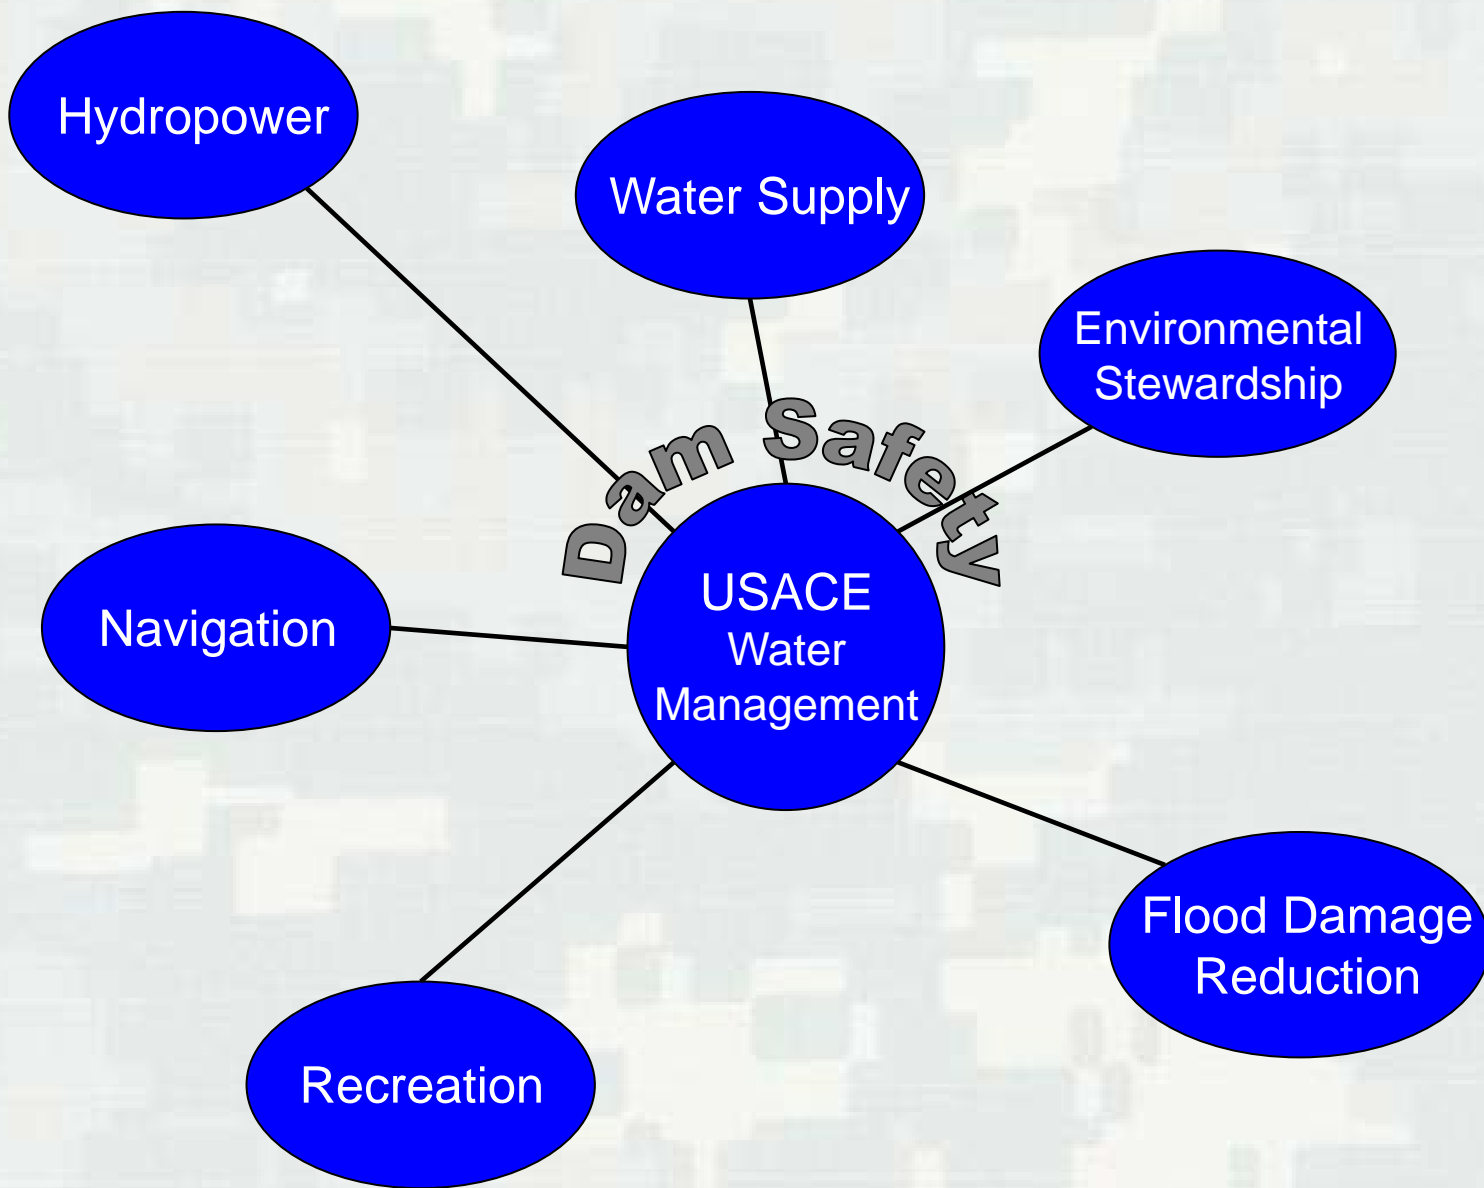 Hydropower
Water Supply
Environmental
Stewardship
Dam Safety
USACE
Water
Management
Navigation
Flood Damage
Reduction
Recreation